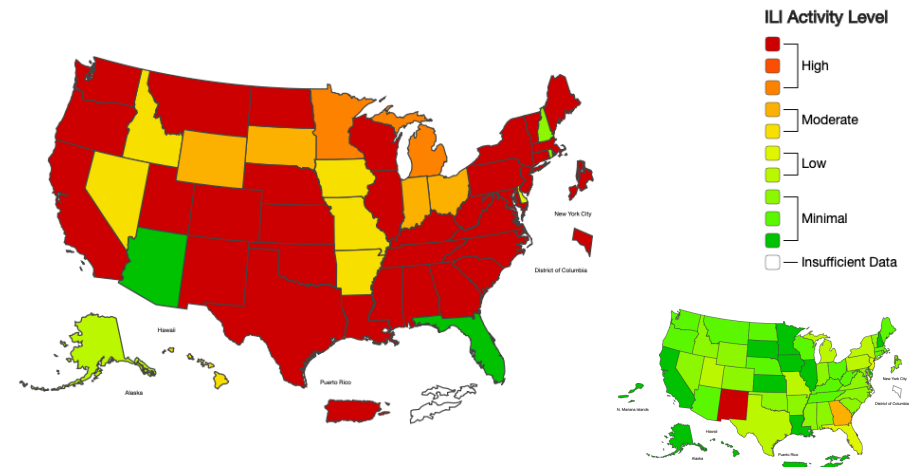 ILI Activity Level
High
Moderate
Low
Minimal
Insufficient Data
New York City
District of Columbia
Hawaii
Alaska
Puerto Rico
New York City
District of Columbia
N. Mariana Islands
Hawaii
Alaska
Puerto Rico